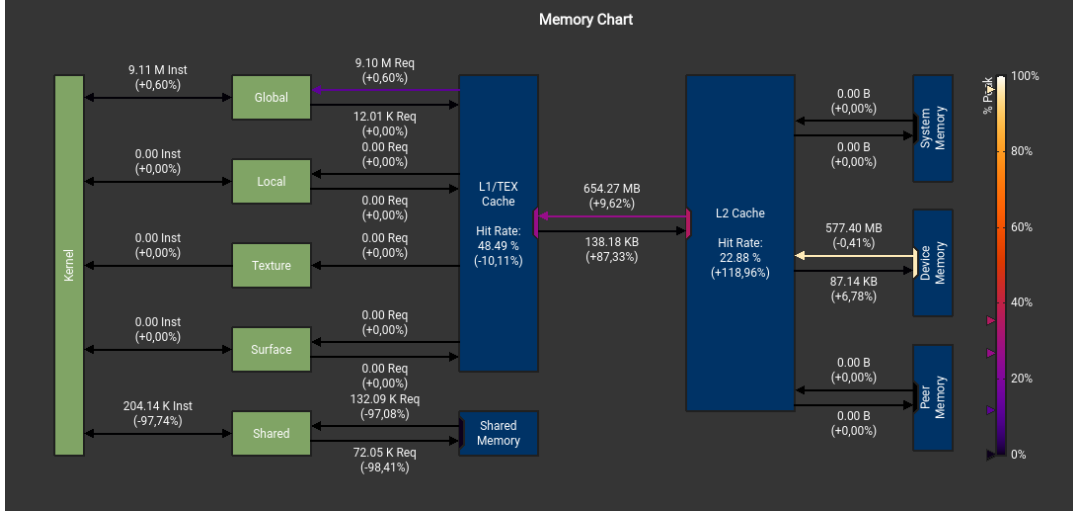 Memory Chart
Kernel
9.11 M Inst
(+0,60%)
Global
9.10 M Req
(+0,60%)
12.01 K Req
(+0,00%)
0.00 Inst
(+0,00%)
Local
0.00 Req
(+0,00%)
0.00 Req
(+0,00%)
0.00 Inst
(+0,00%)
Texture
0.00 Req
(+0,00%)
0.00 Inst
(+0,00%)
Surface
0.00 Req
(+0,00%)
0.00 Req
(+0,00%)
204.14 K Inst
(-97,74%)
Shared
132.09 K Req
(-97,08%)
72.05 K Req
(-98,41%)
L1/TEX
Cache
Hit Rate:
48.49 %
(-10,11%)
Shared
Memory
654.27 MB
(+9,62%)
138.18 KB
(+87,33%)
L2 Cache
Hit Rate:
22.88 %
(+118,96%)
0.00 B
(+0,00%)
0.00 B
(+0,00%)
System
Memory
577.40 MB
(-0,41%)
87.14 KB
(+6,78%)
Device
Memory
0.00 B
(+0,00%)
0.00 B
(+0,00%)
Peer
Memory
% Peak
100%
80%
60%
40%
20%
0%